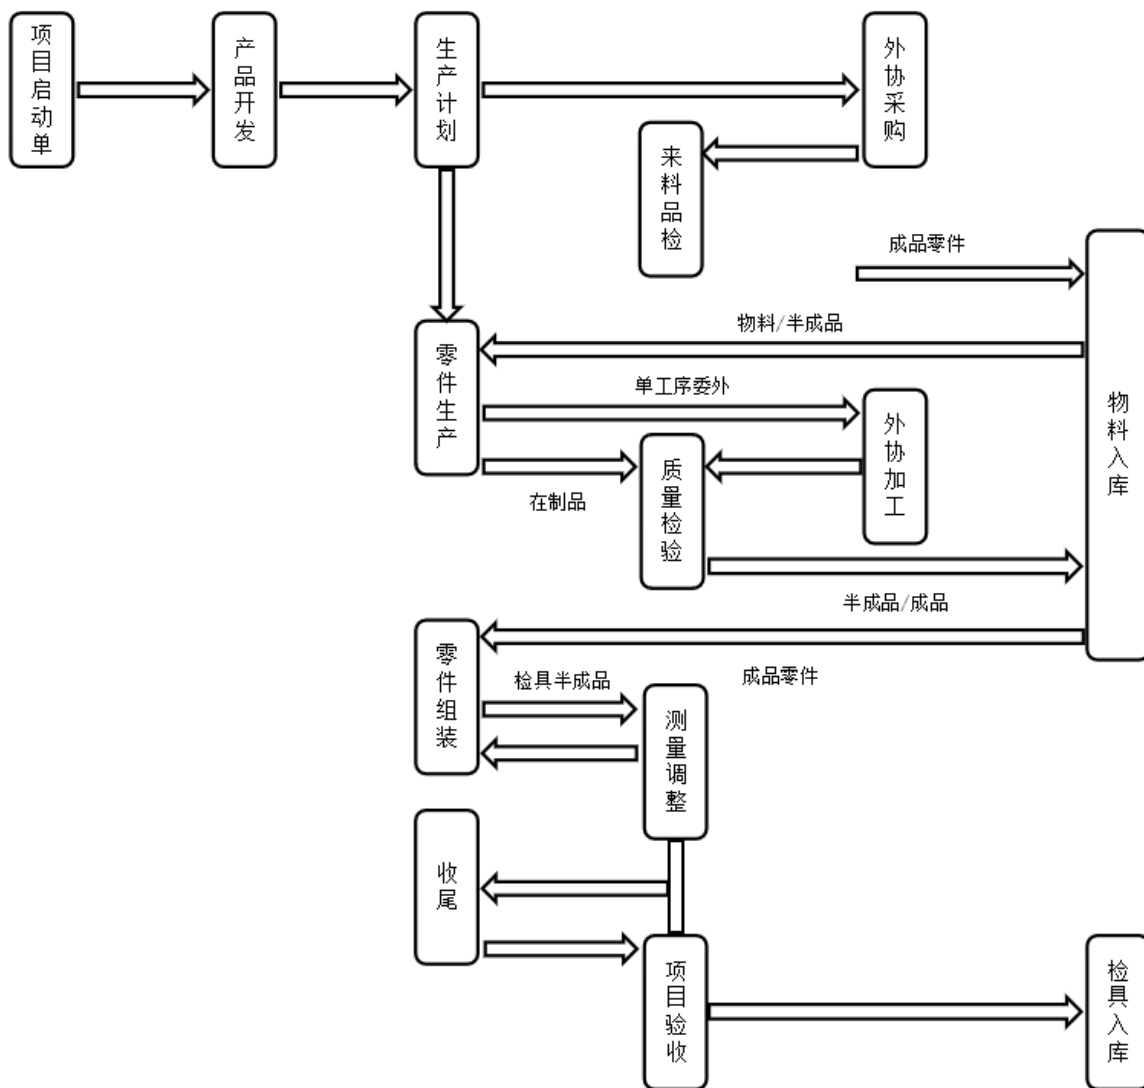 项目启动单
产品开发
生产计划
外协采购
来料品检
成品零件
物料/半成品
零件生产
单工序委外
外协加工
物料入库
质量检验
在制品
半成品/成品
零件组装
检具半成品
成品零件
测量调整
收尾
项目验收
检具入库